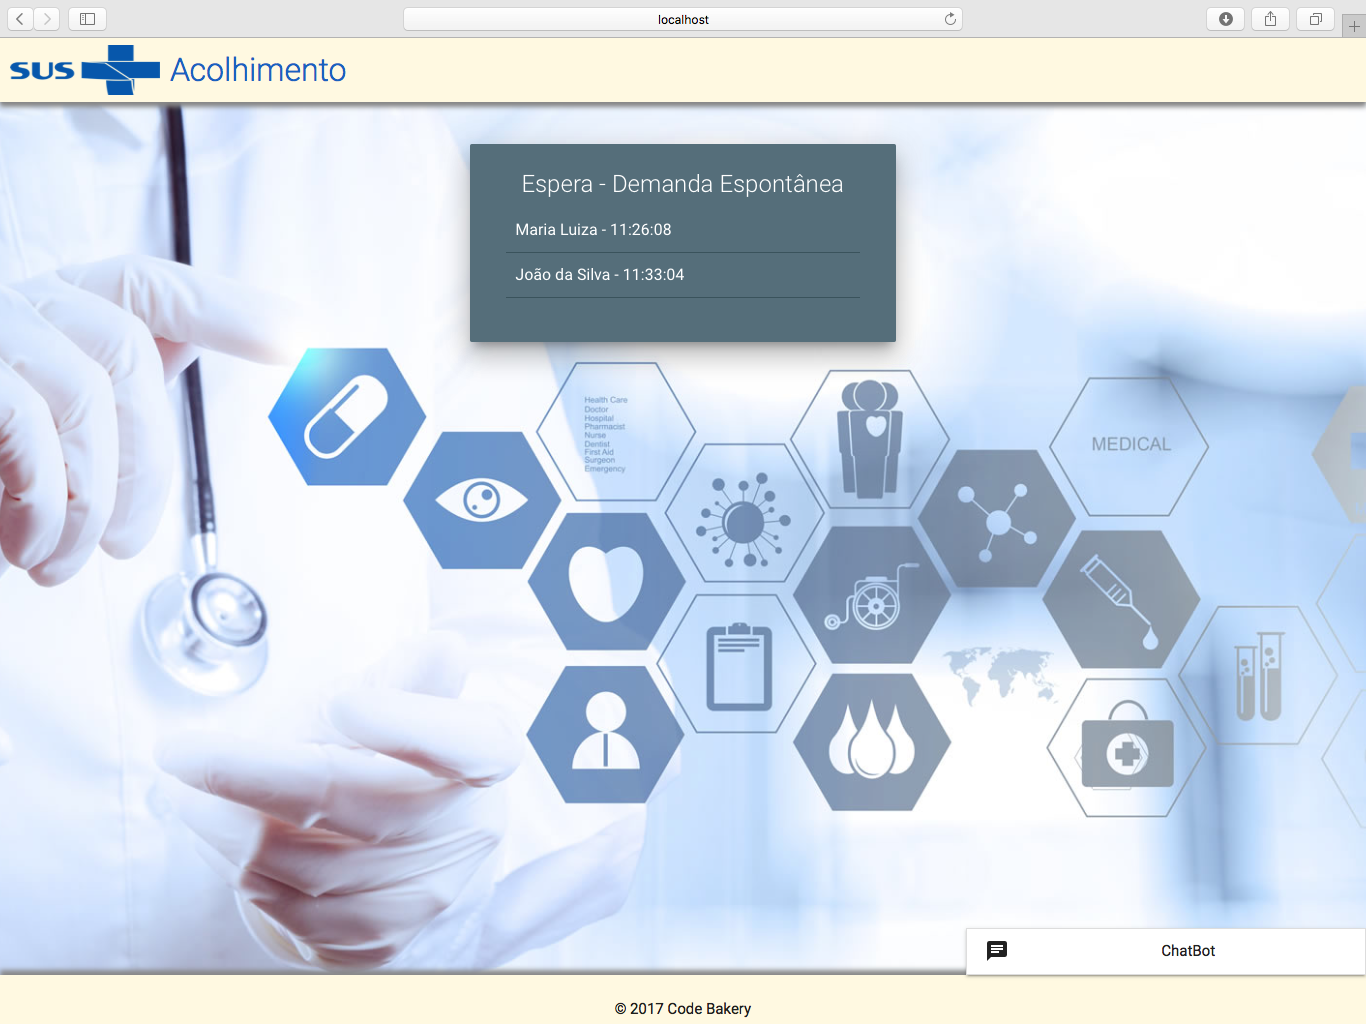 localhost
SUS Acolhimento
Espera - Demanda Espontânea
Maria Luiza - 11:26:08
João da Silva - 11:33:04
Health Care
Doctor
Hospital
Pharmacist
Nurse
Dentist
First Aid
Surgeon
Emergency
MEDICAL
ChatBot
© 2017 Code Bakery